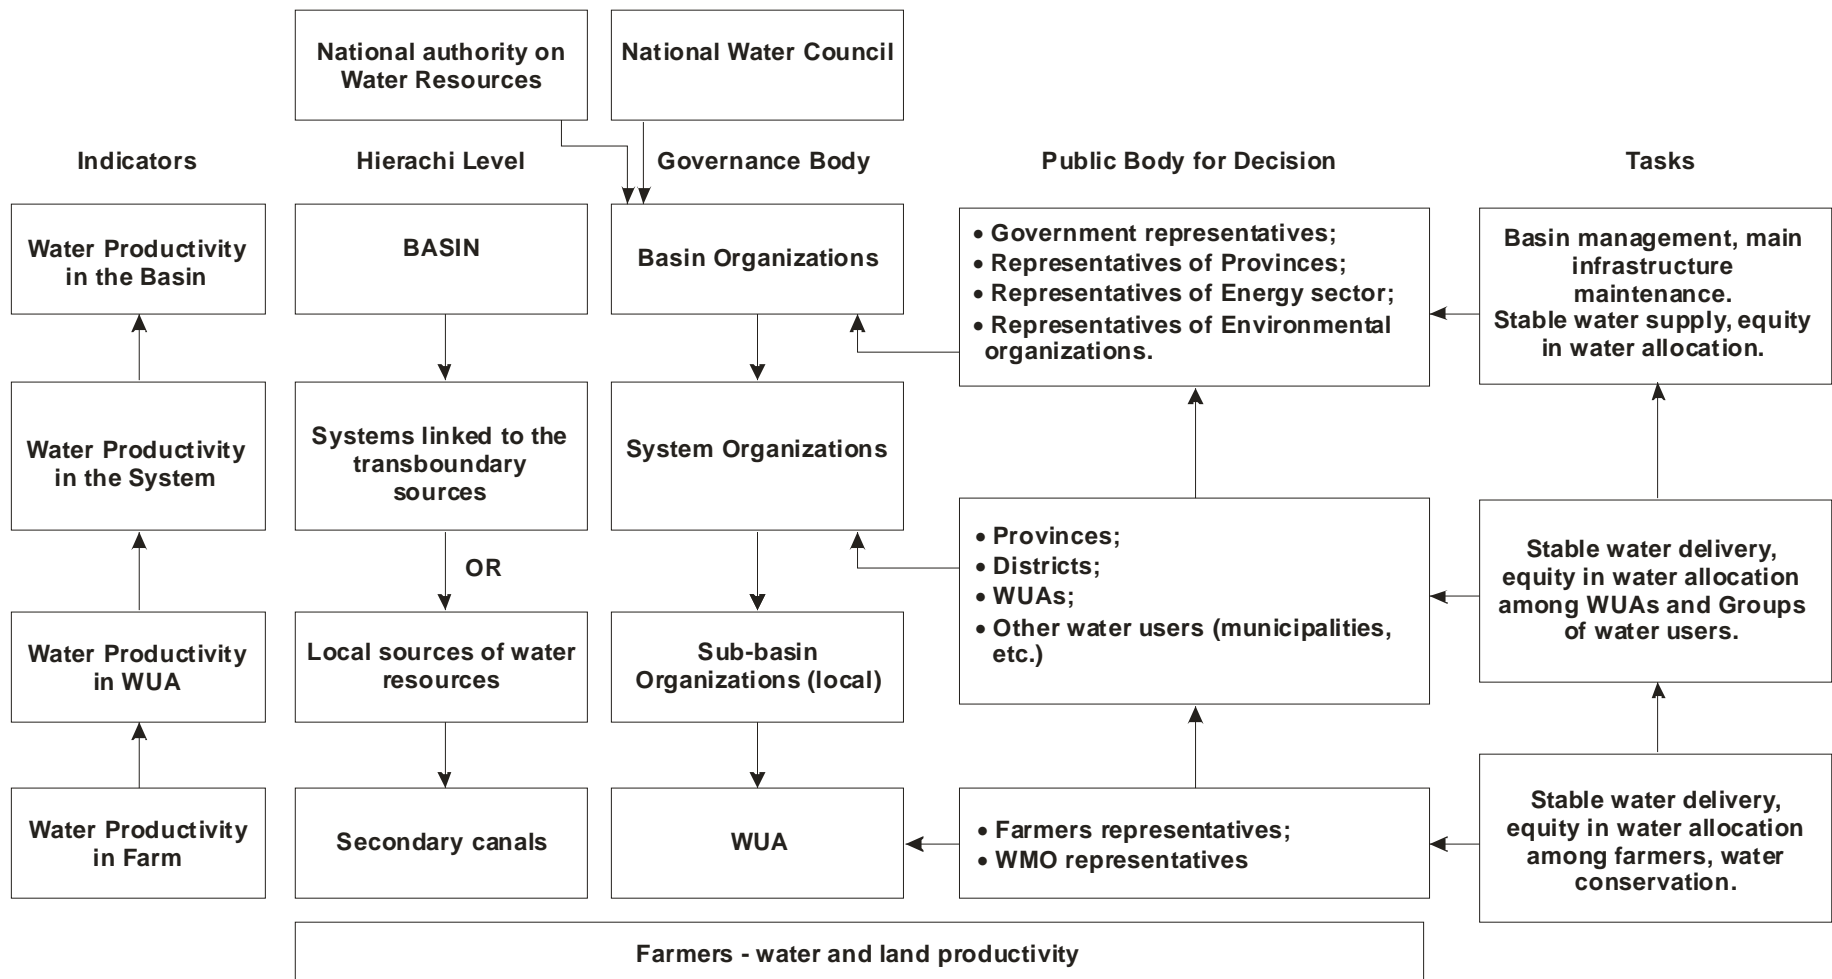 National authority on
Water Resources
National Water Council
Indicators
Hierachi Level
Governance Body
Public Body for Decision
Tasks
Water Productivity
in the Basin
BASIN
Basin Organizations
• Government representatives;
• Representatives of Provinces;
• Representatives of Energy sector;
• Representatives of Environmental
organizations.
Basin management, main
infrastructure
maintenance.
Stable water supply, equity
in water allocation.
Water Productivity
in the System
Systems linked to the
transboundary
sources
System Organizations
OR
• Provinces;
• Districts;
• WUAs;
• Other water users (municipalities,
etc.)
Stable water delivery,
equity in water allocation
among WUAs and Groups
of water users.
Water Productivity
in WUA
Local sources of water
resources
Sub-basin
Organizations (local)
Water Productivity
in Farm
Secondary canals
WUA
• Farmers representatives;
• WMO representatives
Stable water delivery,
equity in water allocation
among farmers, water
conservation.
Farmers - water and land productivity